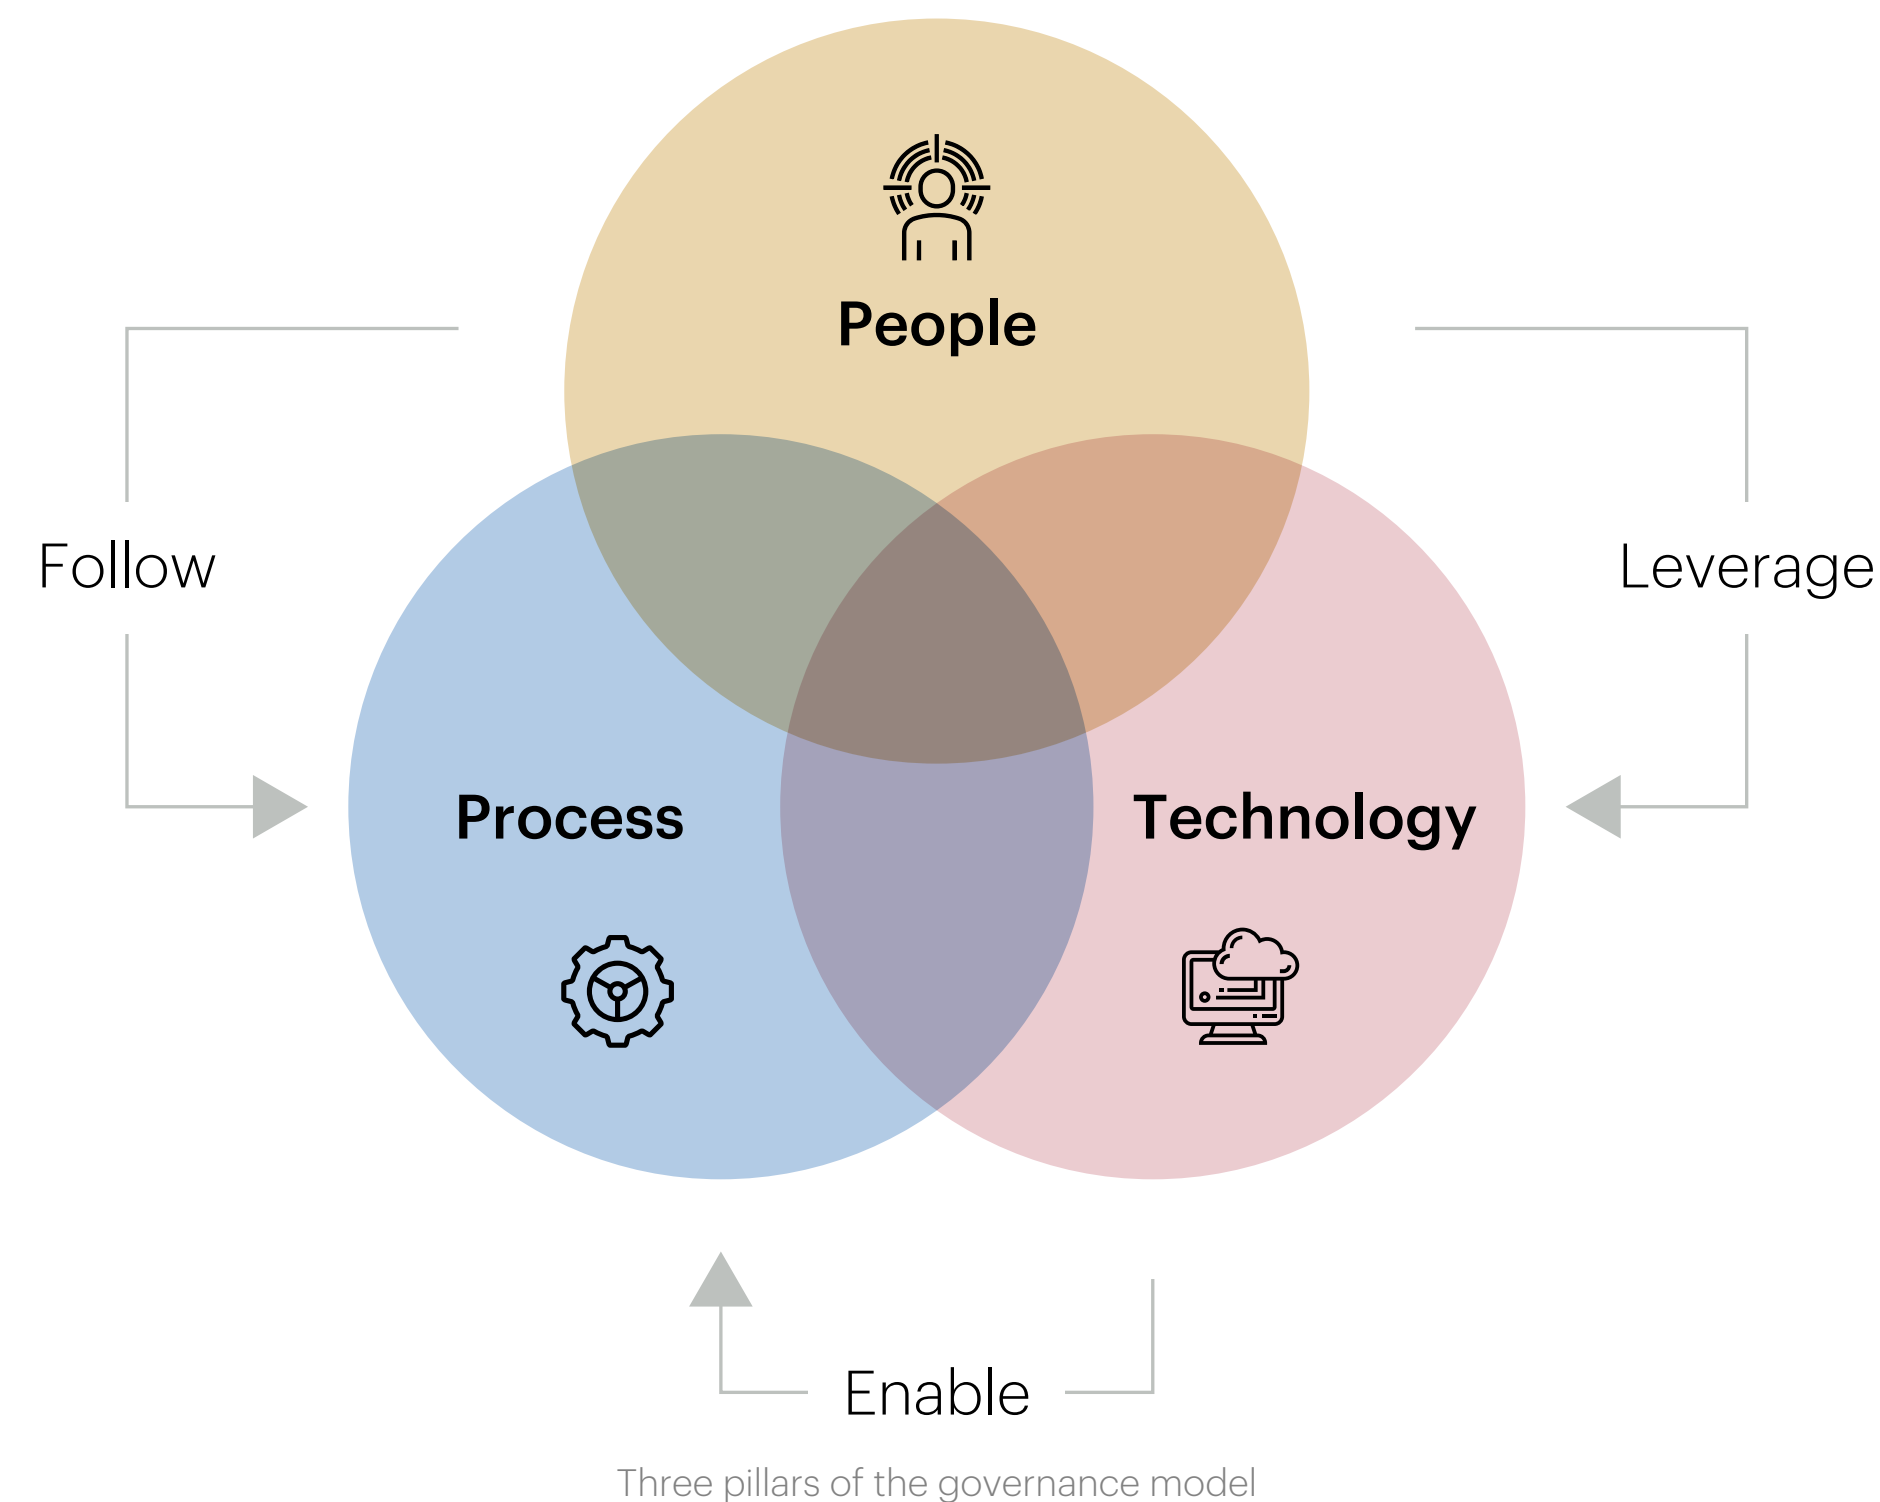 People
Follow
Leverage
Process
Technology
Enable
Three pillars of the governance model